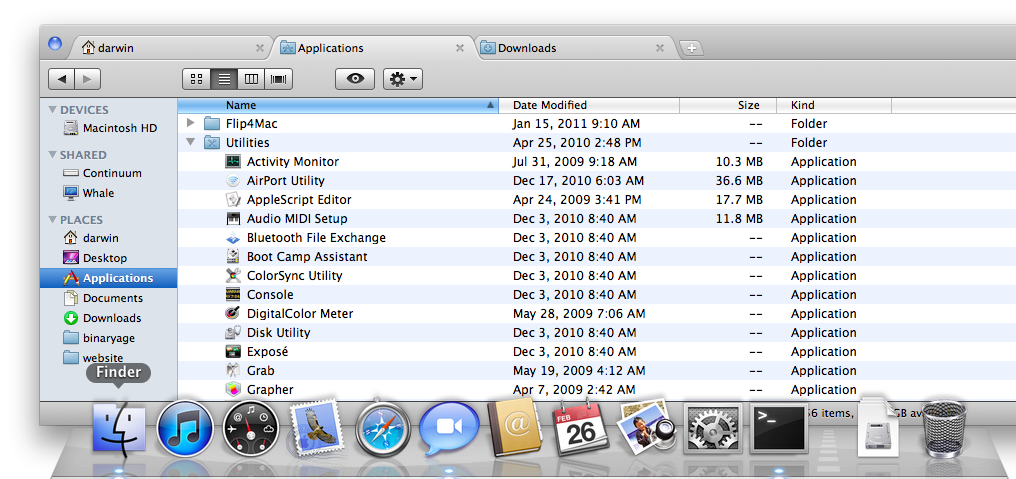 darwin Applications Downloads
Name Date Modified Size Kind
DEVICES
Macintosh HD
SHARED
Continuum
Whale
PLACES
darwin
Desktop
Applications
Documents
Downloads
binaryage
website
Flip4Mac Jan 15, 2011 9:10 AM -- Folder
Utilities Apr 25, 2010 2:48 PM -- Folder
Activity Monitor Jul 31, 2009 9:18 AM 10.3 MB Application
AirPort Utility Dec 17, 2010 6:03 AM 36.6 MB Application
AppleScript Editor Apr 24, 2009 3:41 PM 17.7 MB Application
Audio MIDI Setup Dec 3, 2010 8:40 AM 11.8 MB Application
Bluetooth File Exchange Dec 3, 2010 8:40 AM -- Application
Boot Camp Assistant Dec 3, 2010 8:40 AM -- Application
ColorSync Utility Dec 3, 2010 8:40 AM -- Application
Console Dec 3, 2010 8:40 AM -- Application
DigitalColor Meter May 28, 2009 7:06 AM -- Application
Disk Utility Dec 3, 2010 8:40 AM -- Application
Exposé Dec 3, 2010 8:40 AM -- Application
Grab May 19, 2009 4:12 AM -- Application
Grapher Apr 7, 2009 2:42 AM -- Application
Finder
items,
FEB
26
@
>_